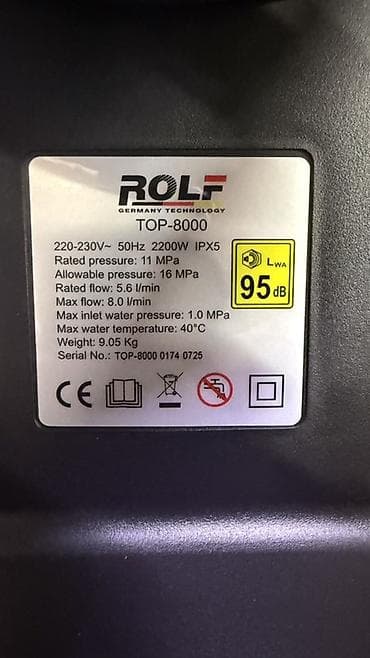 ROLF
GERMANY TECHNOLOGY
TOP-8000
220-230V~ 50Hz 2200W IPX5
Rated pressure: 11 MPa
Allowable pressure: 16 MPa
Rated flow: 5.6 l/min
Max flow: 8.0 l/min
Max inlet water pressure: 1.0 MPa
Max water temperature: 40°C
Weight: 9.05 Kg
Serial No.: TOP-8000 0174 0725
LWA
95 dB
CE